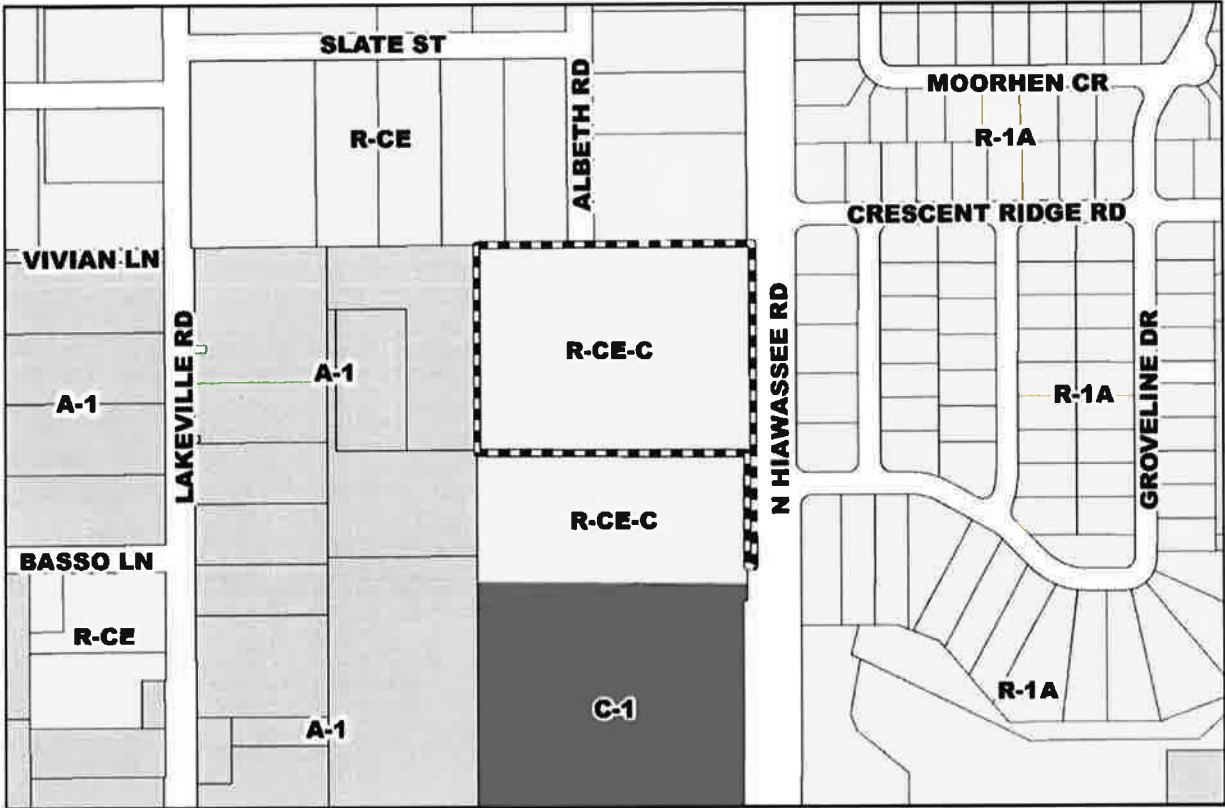 SLATE ST
MOORHEN CR
R-CE
ALBETH RD
R-1A
CRESCENT RIDGE RD
VIVIAN LN
LAKEVILLE RD
N HIAWASSEE RD
GROVELINE DR
R-CE-C
A-1
A-1
R-1A
R-CE-C
BASSO LN
R-CE
R-1A
C-1
A-1